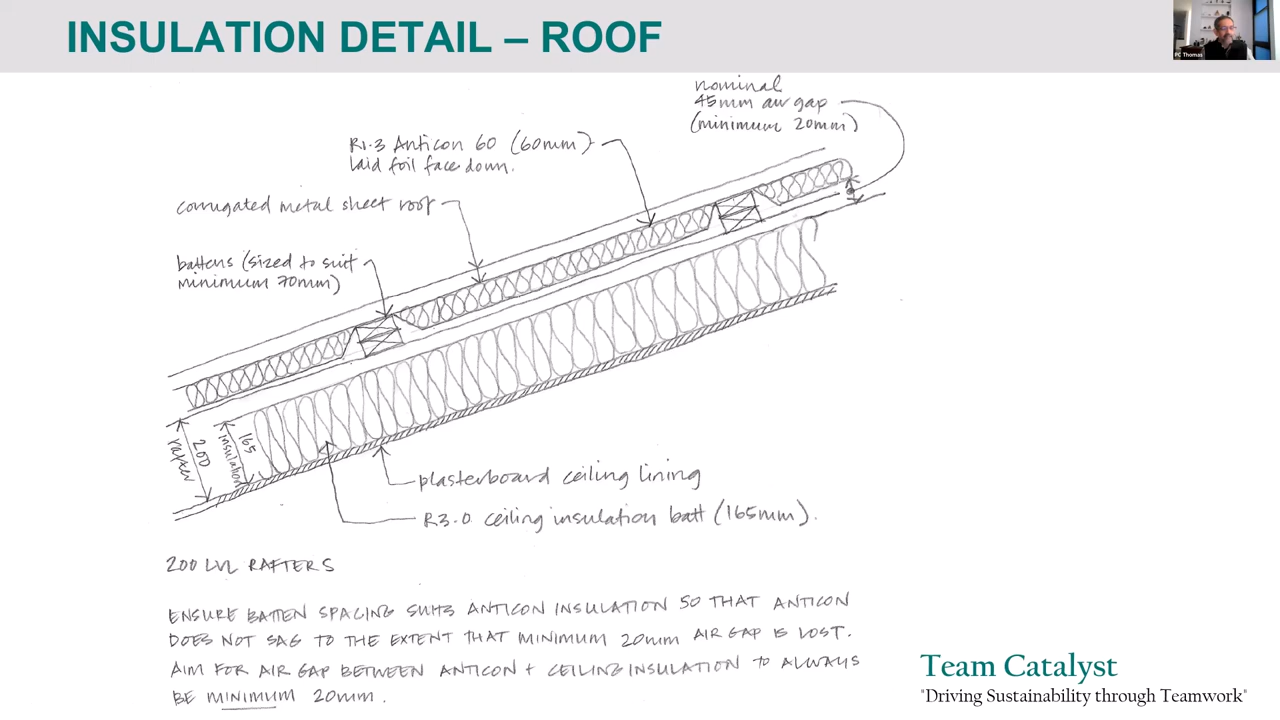 INSULATION DETAIL – ROOF
PC Thomas
nominal
45mm air gap
(minimum 20mm)
R1.3 Anticon 60 (60mm)
laid foil face down.
corrugated metal sheet roof
battens (sized to suit
minimum 70mm)
200
rafter
165
insulation
plasterboard ceiling lining
R3.0 ceiling insulation batt (165mm).
200 LVL RAFTERS
ENSURE BATTEN SPACING SUITS ANTICON INSULATION SO THAT ANTICON
DOES NOT SAG TO THE EXTENT THAT MINIMUM 20mm AIR GAP IS LOST.
AIM FOR AIR GAP BETWEEN ANTICON + CEILING INSULATION TO ALWAYS
BE MINIMUM 20mm.
Team Catalyst
"Driving Sustainability through Teamwork"